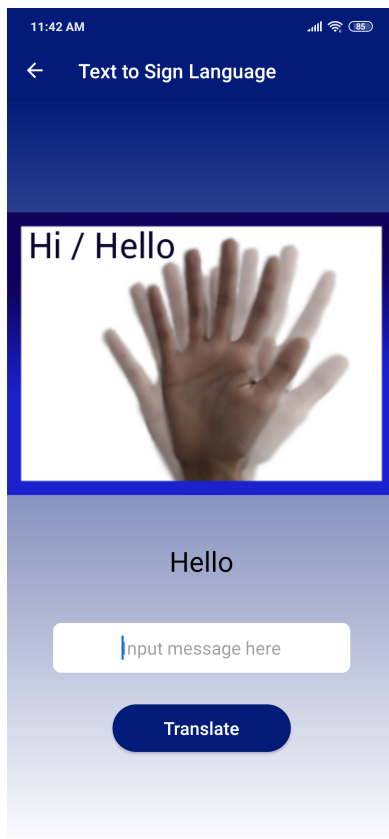 11:42 AM
85
Text to Sign Language
Hi / Hello
Hello
Input message here
Translate